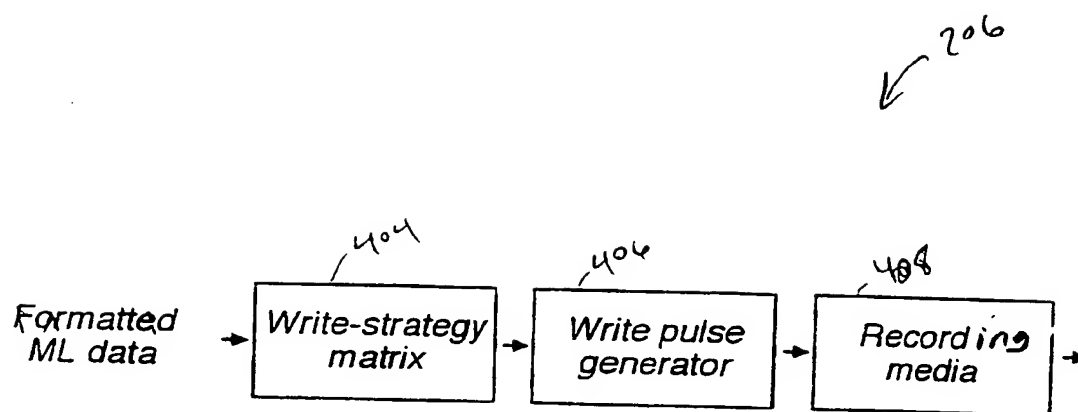 206
404
406
408
Formatted
ML data
Write-strategy
matrix
Write pulse
generator
Recording
media